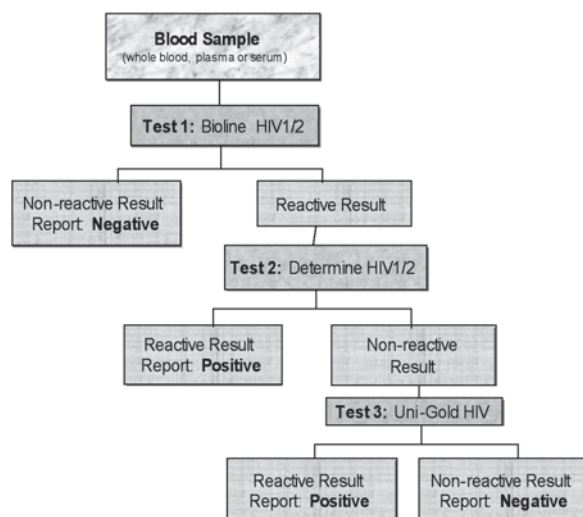 Blood Sample
(whole blood, plasma or serum)
Test 1: Bioline HIV1/2
Non-reactive Result
Report: Negative
Reactive Result
Test 2: Determine HIV1/2
Reactive Result
Report: Positive
Non-reactive
Result
Test 3: Uni-Gold HIV
Reactive Result
Report: Positive
Non-reactive Result
Report: Negative